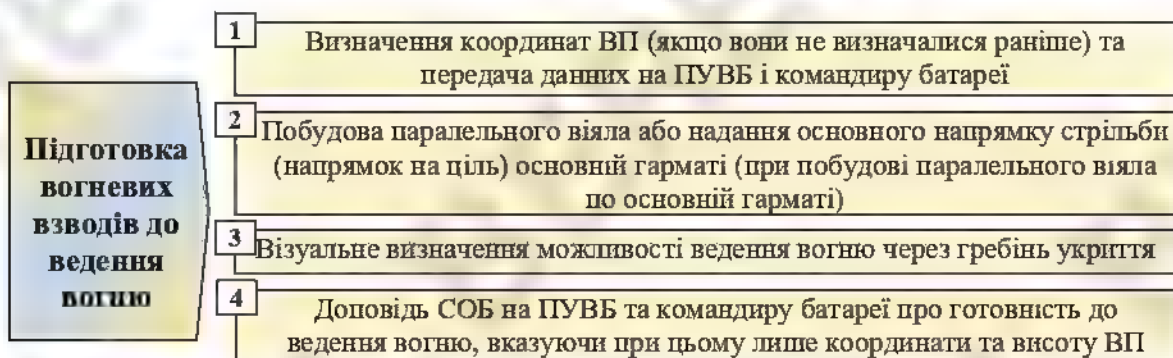 Підготовка
вогневих
взводів до
ведення
вогню
1
Визначення координат ВП (якщо вони не визначалися раніше) та
передача данних на ПУВБ і командиру батареї
2
Побудова паралельного віяла або надання основного напрямку стрільби
(напрямок на ціль) основній гарматі (при побудові паралельного віяла
по основній гарматі)
3
Візуальне визначення можливості ведення вогню через гребінь укриття
4
Доповідь СОБ на ПУВБ та командиру батареї про готовність до
ведення вогню, вказуючи при цьому лише координати та висоту ВП